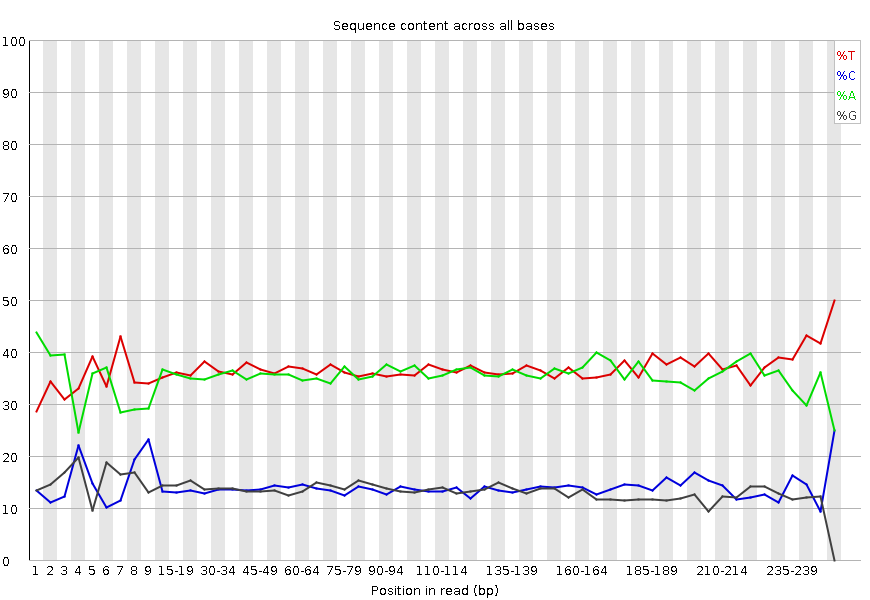 Sequence content across all bases
%T
%C
%A
%G
100
90
80
70
60
50
40
30
20
10
0
1 2 3 4 5 6 7 8 9 15-19 30-34 45-49 60-64 75-79 90-94 110-114 135-139 160-164 185-189 210-214 235-239
Position in read (bp)